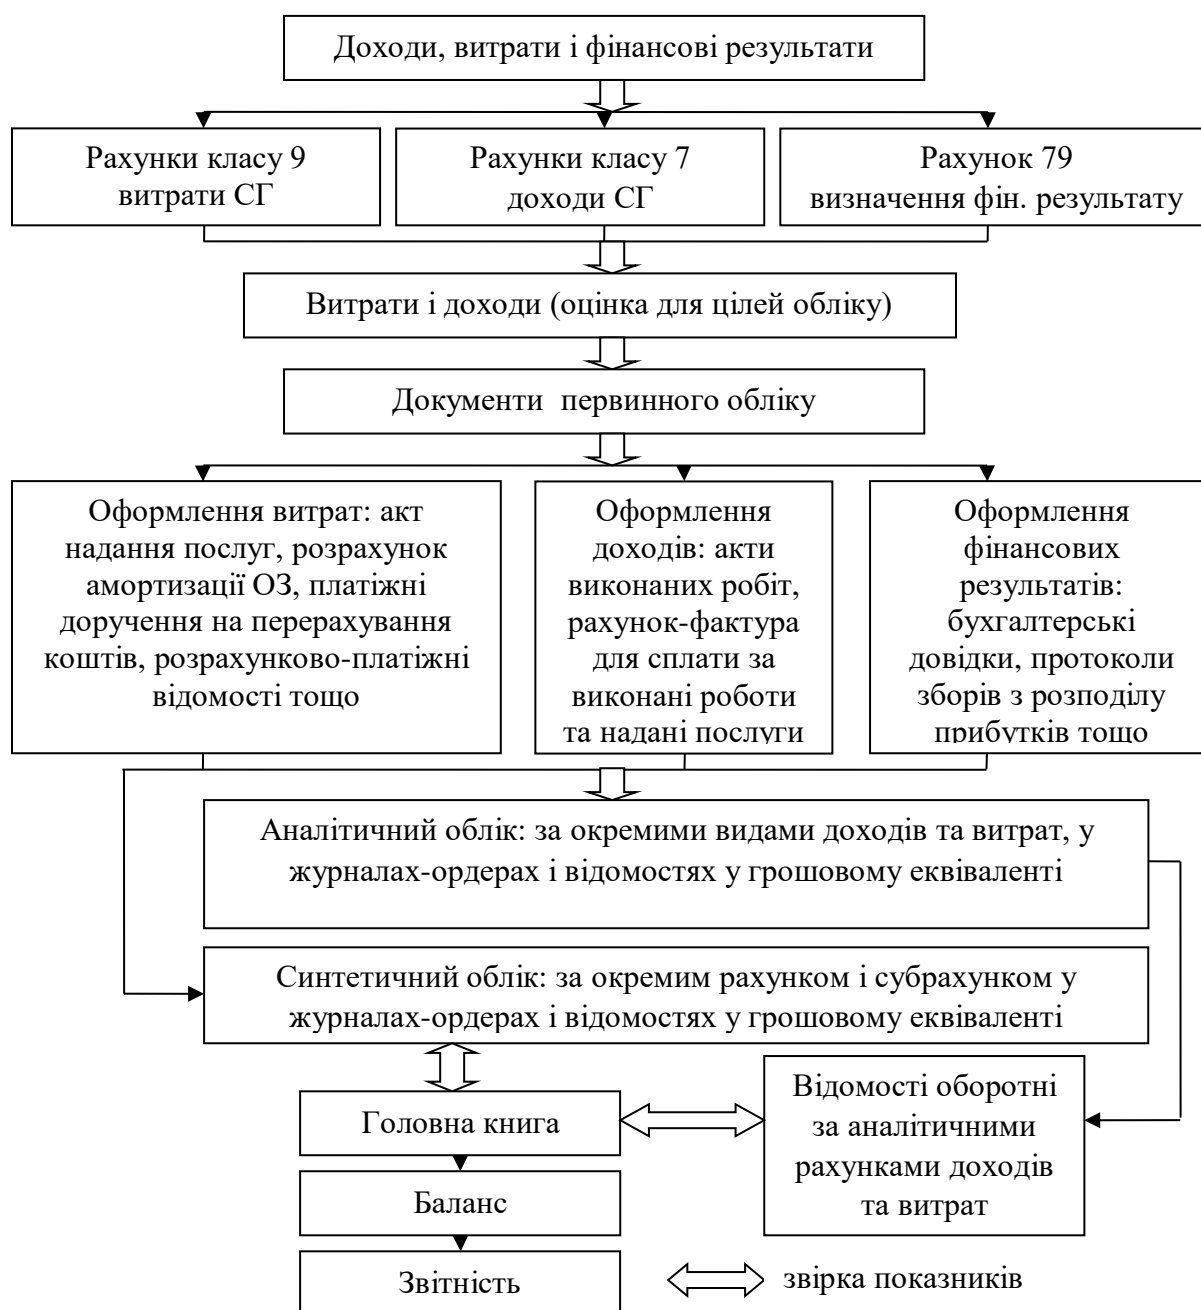 Доходи, витрати і фінансові результати
Рахунки класу 9
витрати СГ
Рахунки класу 7
доходи СГ
Рахунок 79
визначення фін. результату
Витрати і доходи (оцінка для цілей обліку)
Документи первинного обліку
Оформлення витрат: акт
надання послуг, розрахунок
амортизації ОЗ, платіжні
доручення на перерахування
коштів, розрахунково-платіжні
відомості тощо
Оформлення
доходів: акти
виконаних робіт,
рахунок-фактура
для сплати за
виконані роботи
та надані послуги
Оформлення
фінансових
результатів:
бухгалтерські
довідки, протоколи
зборів з розподілу
прибутків тощо
Аналітичний облік: за окремими видами доходів та витрат, у
журналах-ордерах і відомостях у грошовому еквіваленті
Синтетичний облік: за окремим рахунком і субрахунком у
журналах-ордерах і відомостях у грошовому еквіваленті
Головна книга
Відомості оборотні
за аналітичними
рахунками доходів
та витрат
Баланс
Звітність
звірка показників